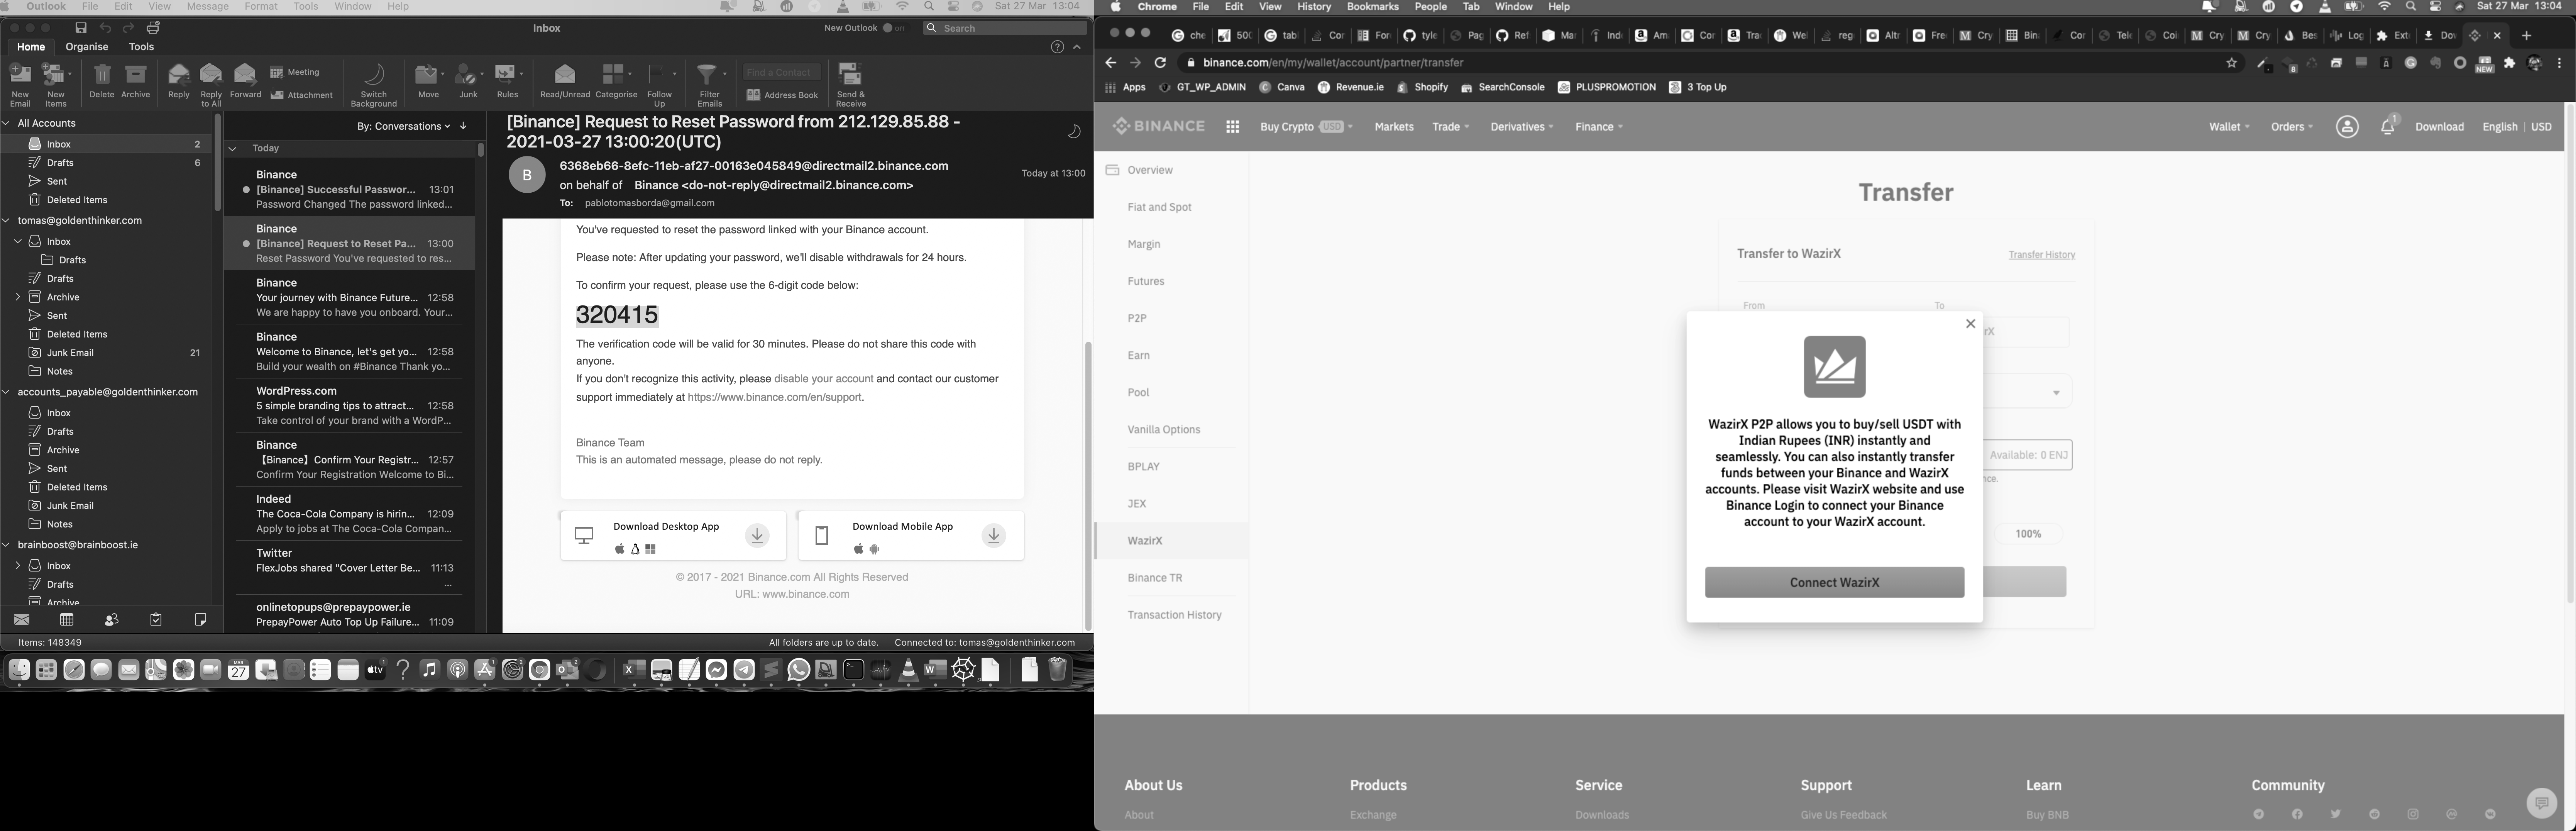 Outlook File Edit View Message Format Tools Window Help
Sat 27 Mar 13:04
Inbox
New Outlook
Search
Home Organise Tools
New Email
New Items
Delete
Archive
Reply
Reply to All
Forward
Meeting
Attachment
Switch Background
Move
Junk
Rules
Read/Unread
Categorise
Follow Up
Filter Emails
Find a Contact
Address Book
Send & Receive
All Accounts
Inbox 2
Drafts 6
Sent
Deleted Items
tomas@goldenthinker.com
Inbox
Drafts
Drafts
Archive
Sent
Deleted Items
Junk Email 21
Notes
accounts_payable@goldenthinker.com
Inbox
Drafts
Archive
Sent
Deleted Items
Junk Email
Notes
brainboost@brainboost.ie
Inbox
Drafts
Archive
Items: 148349
By: Conversations
Today
Binance
[Binance] Successful Passwor... 13:01
Password Changed The password linked...
Binance
[Binance] Request to Reset Pa... 13:00
Reset Password You've requested to res...
Binance
Your journey with Binance Future... 12:58
We are happy to have you onboard. Your...
Binance
Welcome to Binance, let's get yo... 12:58
Build your wealth on #Binance Thank yo...
WordPress.com
5 simple branding tips to attract... 12:58
Take control of your brand with a WordP...
Binance
【Binance】Confirm Your Registr... 12:57
Confirm Your Registration Welcome to Bi...
Indeed
The Coca-Cola Company is hirin... 12:09
Apply to jobs at The Coca-Cola Compan...
Twitter
FlexJobs shared "Cover Letter Be... 11:13
...
onlinetopups@prepaypower.ie
PrepayPower Auto Top Up Failure... 11:09
[Binance] Request to Reset Password from 212.129.85.88 -
2021-03-27 13:00:20(UTC)
B
6368eb66-8efc-11eb-af27-00163e045849@directmail2.binance.com
on behalf of Binance <do-not-reply@directmail2.binance.com>
Today at 13:00
To: pablotomasborda@gmail.com
You've requested to reset the password linked with your Binance account.
Please note: After updating your password, we'll disable withdrawals for 24 hours.
To confirm your request, please use the 6-digit code below:
320415
The verification code will be valid for 30 minutes. Please do not share this code with
anyone.
If you don't recognize this activity, please disable your account and contact our customer
support immediately at https://www.binance.com/en/support.
Binance Team
This is an automated message, please do not reply.
Download Desktop App
Download Mobile App
© 2017 - 2021 Binance.com All Rights Reserved
URL: www.binance.com
All folders are up to date. Connected to: tomas@goldenthinker.com
Chrome File Edit View History Bookmarks People Tab Window Help
Sat 27 Mar 13:04
binance.com/en/my/wallet/account/partner/transfer
Apps GT_WP_ADMIN Canva Revenue.ie Shopify SearchConsole PLUSPROMOTION 3 Top Up
BINANCE
Buy Crypto USD
Markets
Trade
Derivatives
Finance
Wallet
Orders
1
Download
English | USD
Overview
Fiat and Spot
Margin
Futures
P2P
Earn
Pool
Vanilla Options
BPLAY
JEX
WazirX
Binance TR
Transaction History
Transfer
Transfer to WazirX
Transfer History
From To
Available: 0 ENJ
100%
WazirX P2P allows you to buy/sell USDT with
Indian Rupees (INR) instantly and
seamlessly. You can also instantly transfer
funds between your Binance and WazirX
accounts. Please visit WazirX website and use
Binance Login to connect your Binance
account to your WazirX account.
Connect WazirX
About Us Products Service Support Learn Community
About Exchange Downloads Give Us Feedback Buy BNB